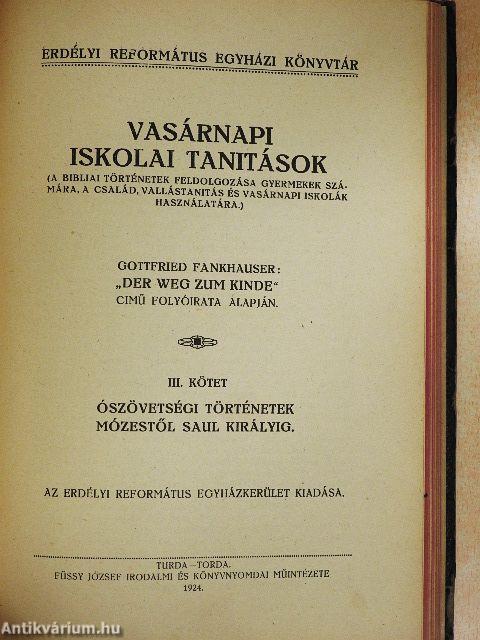 ERDÉLYI REFORMÁTUS EGYHÁZI KÖNYVTÁR
VASÁRNAPI
ISKOLAI TANITÁSOK
(A BIBLIAI TÖRTÉNETEK FELDOLGOZÁSA GYERMEKEK SZÁ-
MÁRA, A CSALÁD, VALLÁSTANITÁS ÉS VASÁRNAPI ISKOLÁK
HASZNÁLATÁRA.)
GOTTFRIED FANKHAUSER:
„DER WEG ZUM KINDE“
CIMŰ FOLYÓIRATA ALAPJÁN.
III. KÖTET
ÓSZÖVETSÉGI TÖRTÉNETEK
MÓZESTŐL SAUL KIRÁLYIG.
AZ ERDÉLYI REFORMÁTUS EGYHÁZKERÜLET KIADÁSA.
TURDA—TORDA.
FÜSSY JÓZSEF IRODALMI ÉS KÖNYVNYOMDAI MŰINTÉZETE
1924.
Antikvárium.hu